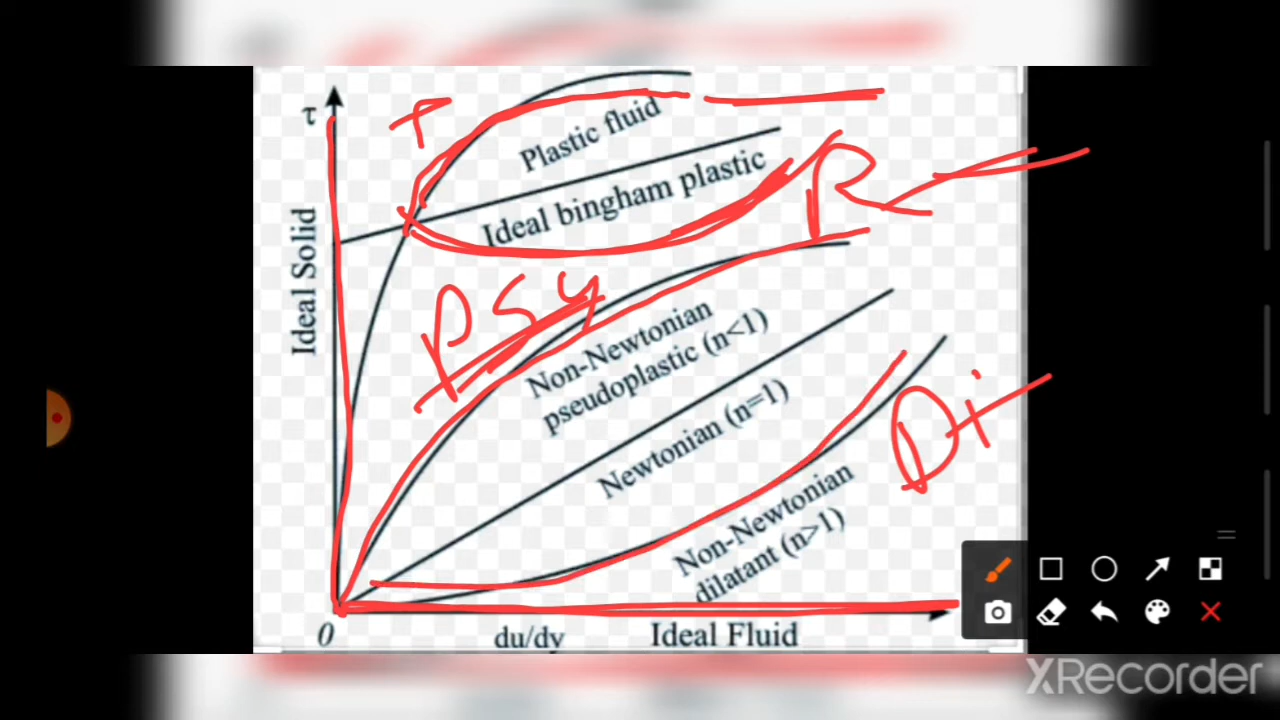 τ
T
Plastic fluid
Ideal bingham plastic
R
Ideal Solid
PSY
Non-Newtonian
pseudoplastic (n<1)
Newtonian (n=1)
Di
Non-Newtonian
dilatant (n>1)
0
du/dy
Ideal Fluid
XRecorder